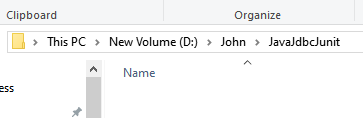 Clipboard Organize
This PC > New Volume (D:) > John > JavaJdbcJunit
Name
ess